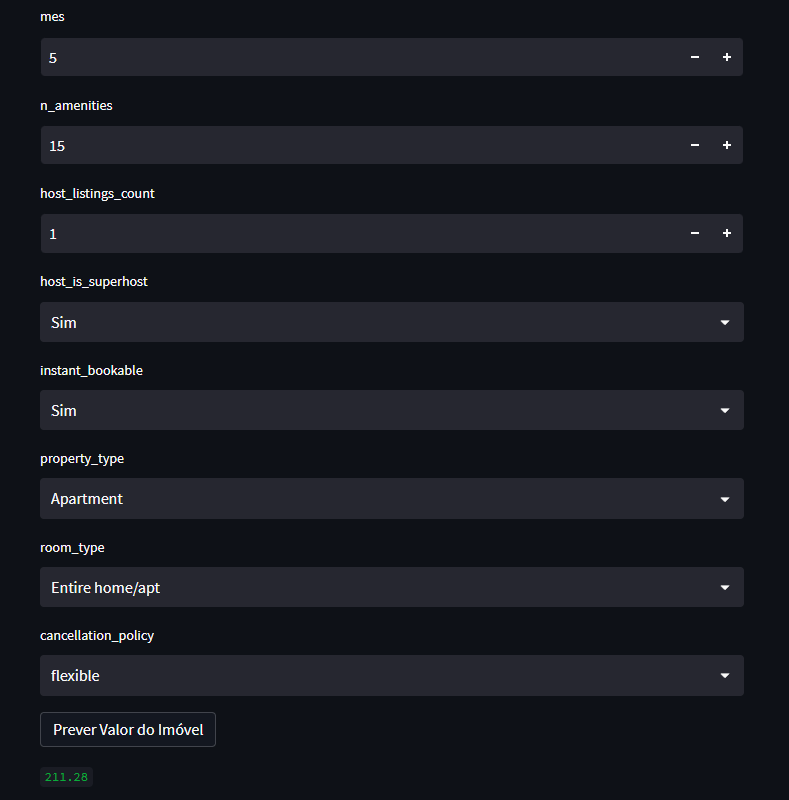 mes
5
n_amenities
15
host_listings_count
1
host_is_superhost
Sim
instant_bookable
Sim
property_type
Apartment
room_type
Entire home/apt
cancellation_policy
flexible
Prever Valor do Imóvel
211.28